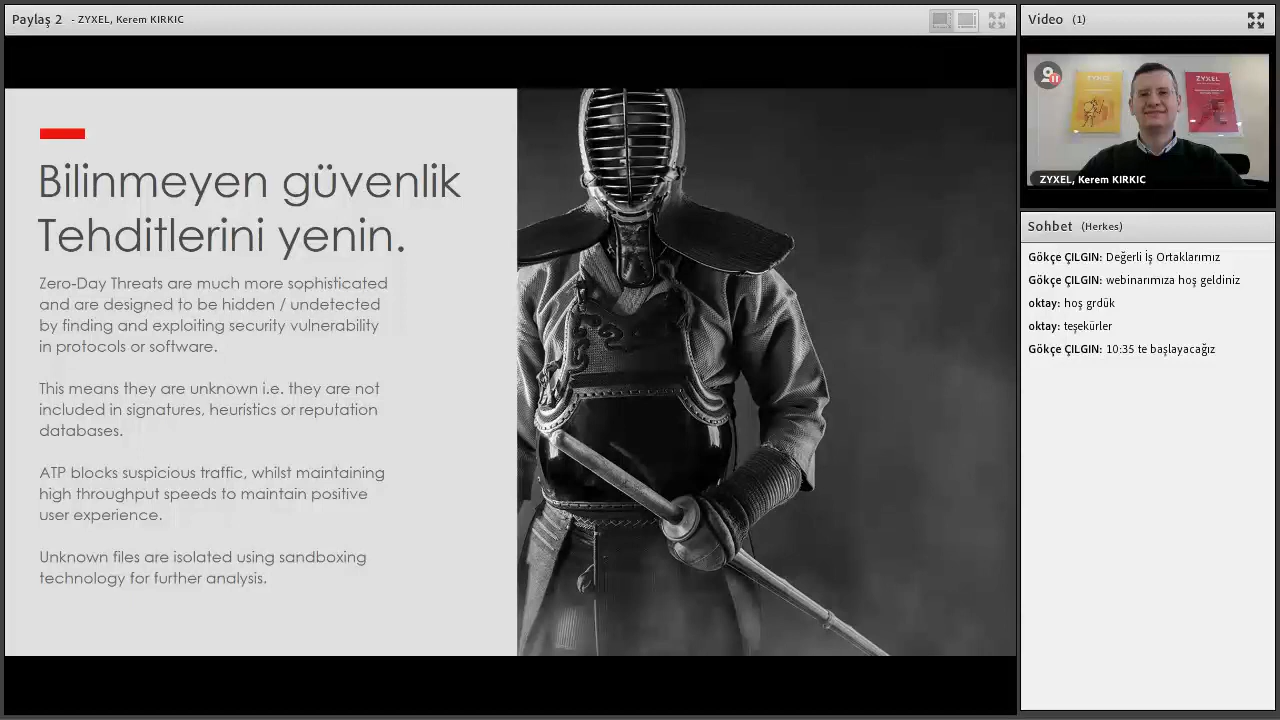 Paylaş 2 - ZYXEL, Kerem KIRKIC
Bilinmeyen güvenlik
Tehditlerini yenin.
Zero-Day Threats are much more sophisticated
and are designed to be hidden / undetected
by finding and exploiting security vulnerability
in protocols or software.
This means they are unknown i.e. they are not
included in signatures, heuristics or reputation
databases.
ATP blocks suspicious traffic, whilst maintaining
high throughput speeds to maintain positive
user experience.
Unknown files are isolated using sandboxing
technology for further analysis.
Video (1)
ZYXEL
ZYXEL
ZYXEL, Kerem KIRKIC
Sohbet (Herkes)
Gökçe ÇILGIN: Değerli İş Ortaklarımız
Gökçe ÇILGIN: webinarımıza hoş geldiniz
oktay: hoş grdük
oktay: teşekürler
Gökçe ÇILGIN: 10:35 te başlayacağız